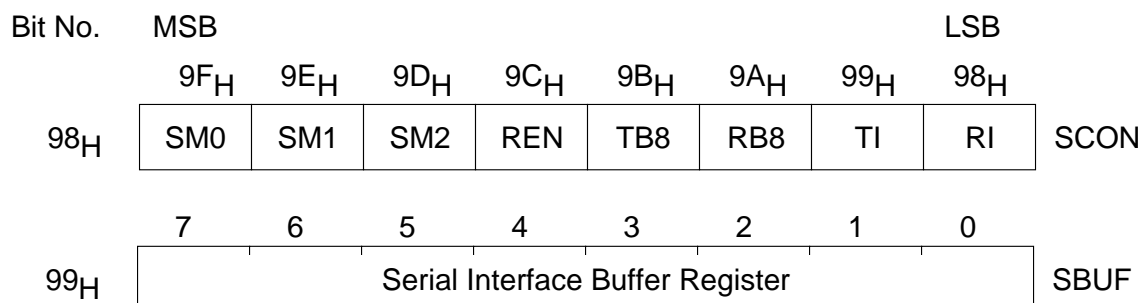 Bit No. MSB LSB
9FH 9EH 9DH 9CH 9BH 9AH 99H 98H
98H SM0 SM1 SM2 REN TB8 RB8 TI RI SCON
7 6 5 4 3 2 1 0
99H Serial Interface Buffer Register SBUF